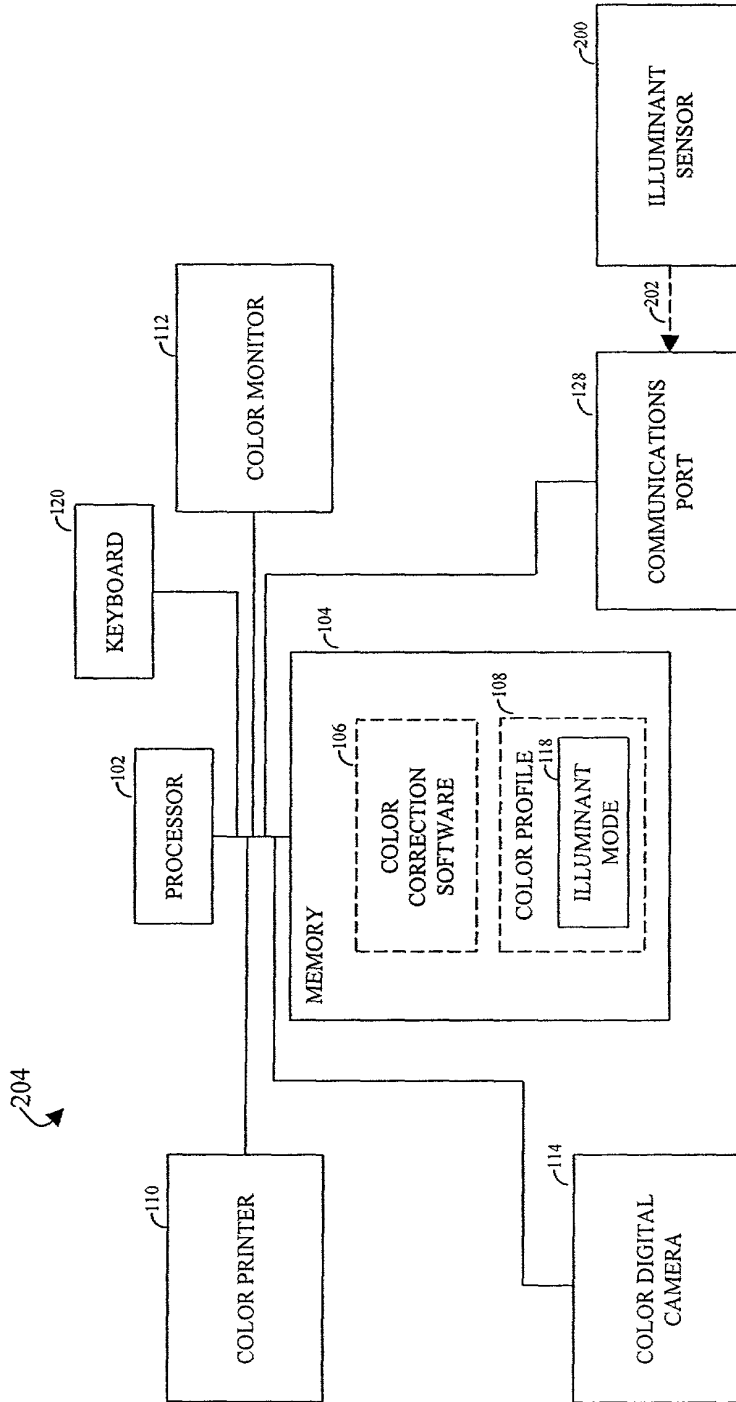 204
110
COLOR PRINTER
102
PROCESSOR
120
KEYBOARD
112
COLOR MONITOR
104
MEMORY
106
COLOR
CORRECTION
SOFTWARE
108
COLOR PROFILE
118
ILLUMINANT
MODE
114
COLOR DIGITAL
CAMERA
128
COMMUNICATIONS
PORT
202
200
ILLUMINANT
SENSOR